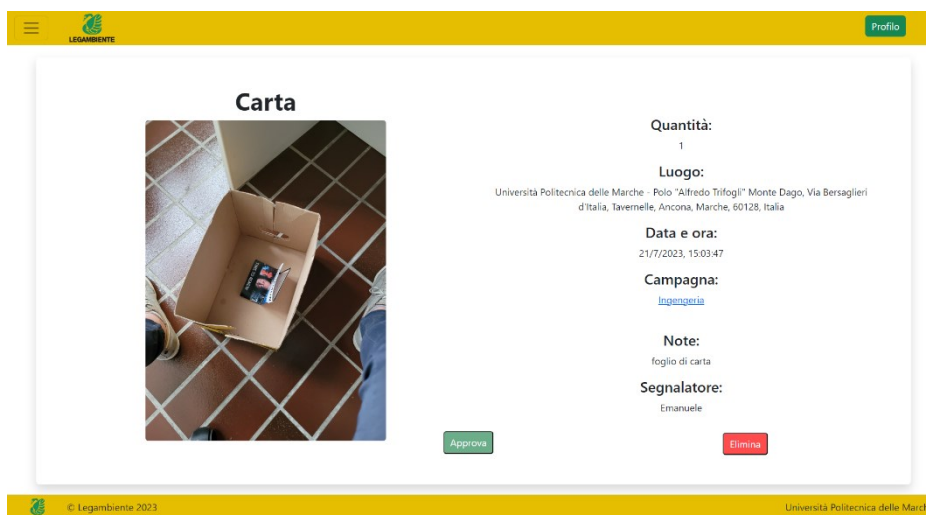 LEGAMBIENTE
Profilo
Carta
Quantità:
1
Luogo:
Università Politecnica delle Marche - Polo "Alfredo Trifogli" Monte Dago, Via Bersaglieri
d'Italia, Tavernelle, Ancona, Marche, 60128, Italia
Data e ora:
21/7/2023, 15:03:47
Campagna:
Ingengeria
Note:
foglio di carta
Segnalatore:
Emanuele
Approva
Elimina
© Legambiente 2023
Università Politecnica delle March